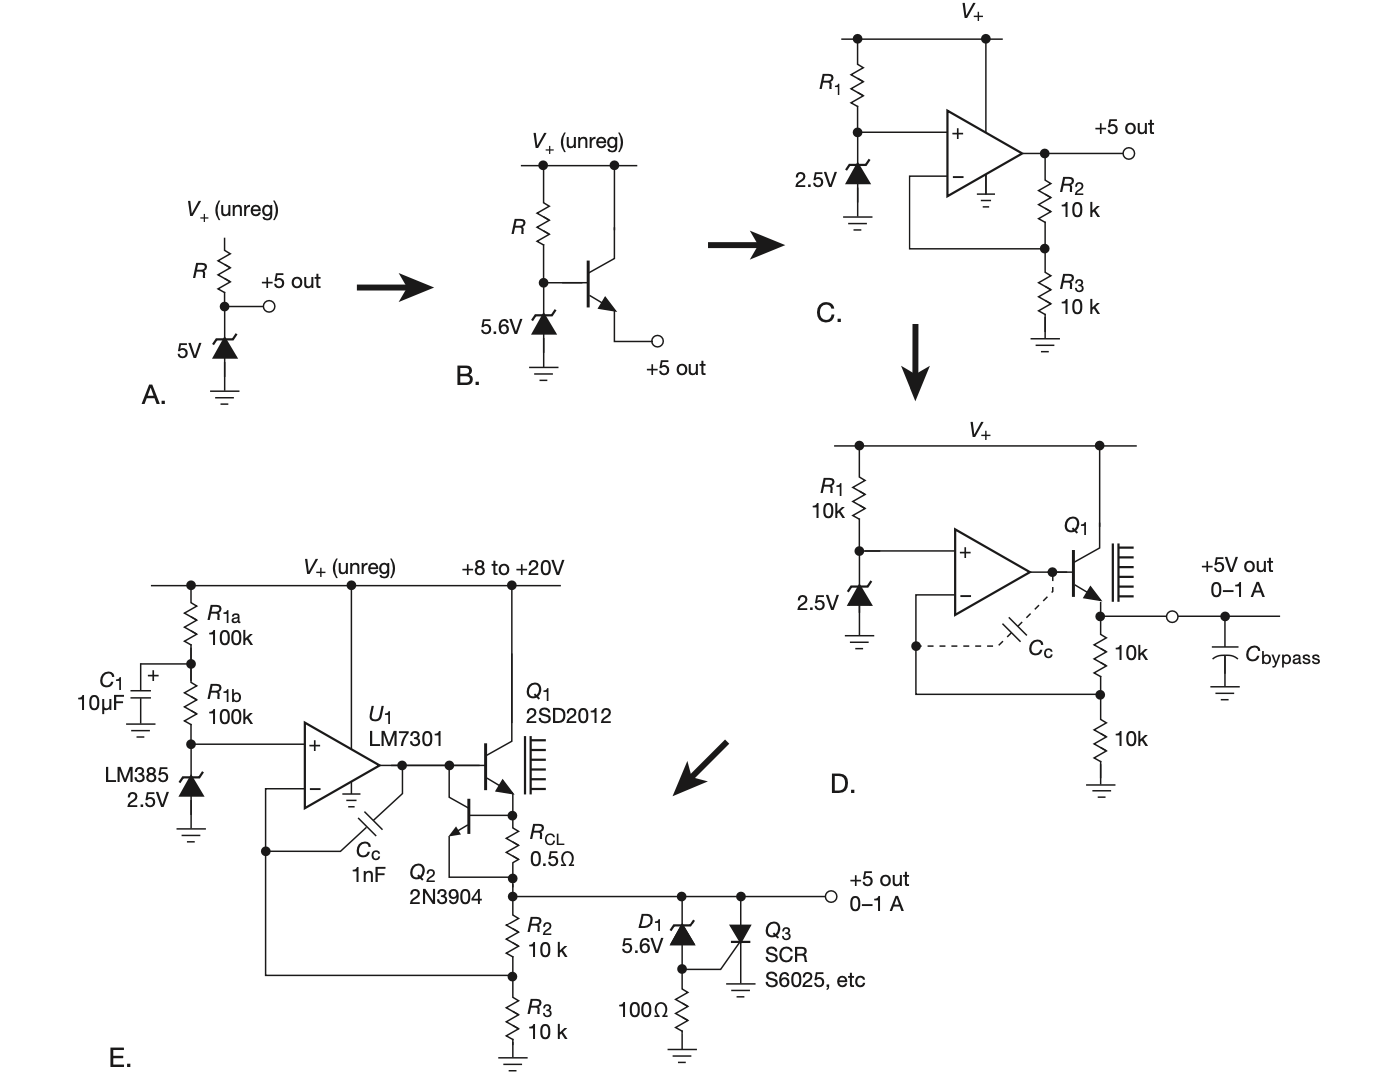 V+ (unreg)
R
+5 out
5V
A.
V+ (unreg)
R
5.6V
+5 out
B.
V+
R1
+
−
2.5V
+5 out
R2
10 k
R3
10 k
C.
V+
R1
10k
+
−
2.5V
Q1
Cc
+5V out
0–1 A
10k
Cbypass
10k
D.
V+ (unreg)
+8 to +20V
R1a
100k
C1
+
10µF
R1b
100k
LM385
2.5V
+
−
U1
LM7301
Q1
2SD2012
Cc
1nF
Q2
2N3904
RCL
0.5Ω
R2
10 k
R3
10 k
+5 out
0–1 A
D1
5.6V
Q3
SCR
S6025, etc
100Ω
E.